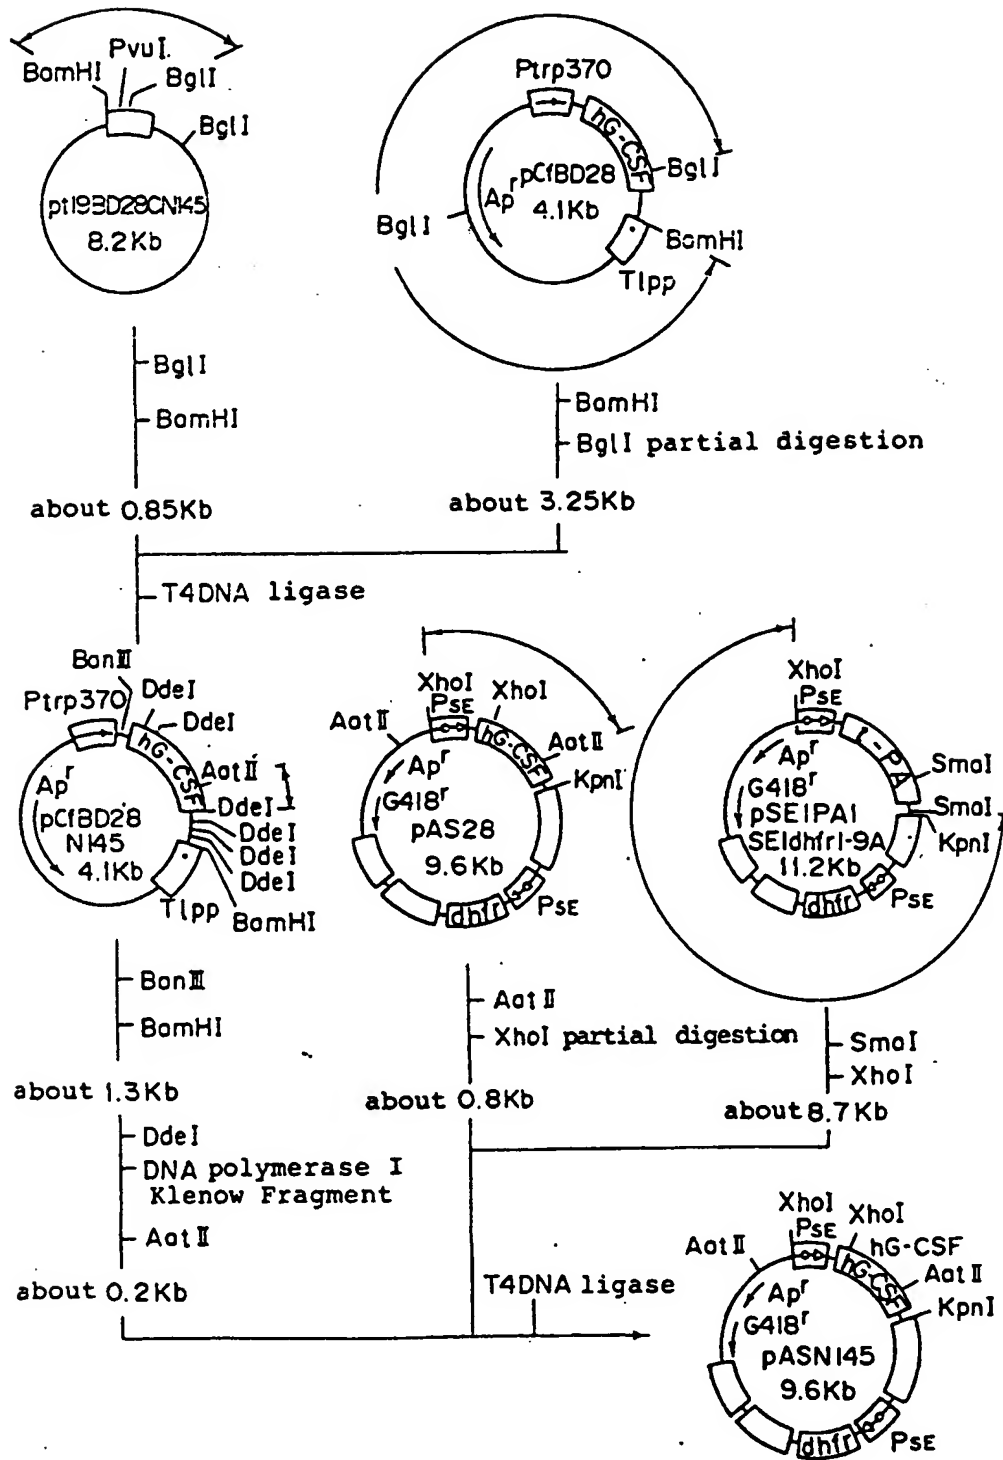 PvuI.
BamHI
BglI
BglI
pt19BD28CN145
8.2Kb
Ptrp370
hG-CSF
BglI
pCfBD28
Apr
4.1Kb
BglI
BamHI
Tlpp
BglI
BamHI
about 0.85Kb
BamHI
BglI partial digestion
about 3.25Kb
T4DNA ligase
BanIII
Ptrp370
DdeI
DdeI
hG-CSF
AatII
Apr
DdeI
pCfBD28
N145
4.1Kb
DdeI
DdeI
DdeI
Tlpp
BamHI
XhoI
PSE
XhoI
AatII
hG-CSF
AatII
KpnI
Apr
G418r
pAS28
9.6Kb
dhfr
PSE
XhoI
PSE
t-PA
SmaI
Apr
G418r
SmaI
pSE1PA1
KpnI
SE1dhfr1-9A
11.2Kb
dhfr
PSE
BanIII
BamHI
about 1.3Kb
DdeI
DNA polymerase I
Klenow Fragment
AatII
about 0.2Kb
AatII
XhoI partial digestion
about 0.8Kb
SmaI
XhoI
about 8.7Kb
T4DNA ligase
XhoI
PSE
XhoI
hG-CSF
AatII
hG-CSF
AatII
KpnI
Apr
G418r
pASN145
9.6Kb
dhfr
PSE